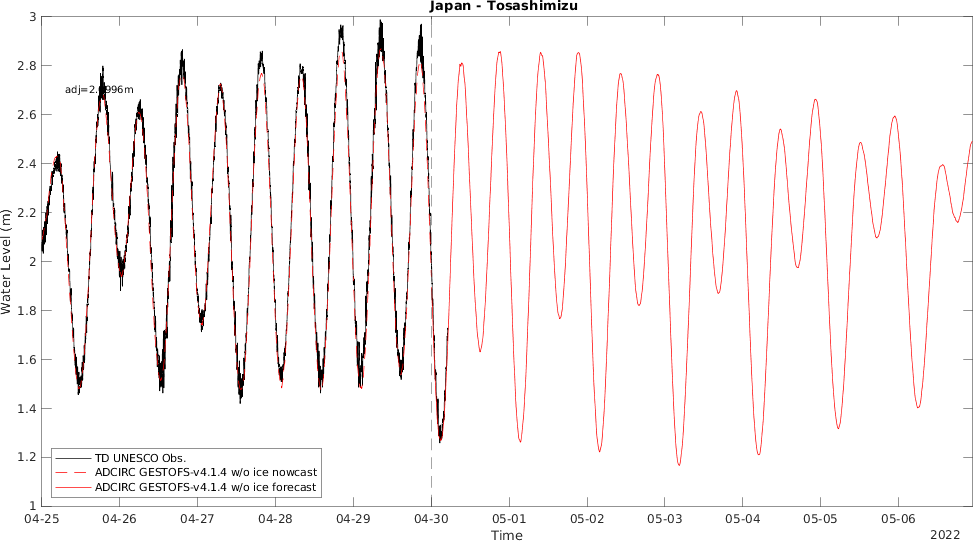 Japan - Tosashimizu
3
2.8
2.6
2.4
2.2
2
1.8
1.6
1.4
1.2
1
Water Level (m)
TD UNESCO Obs.
ADCIRC GESTOFS-v4.1.4 w/o ice nowcast
ADCIRC GESTOFS-v4.1.4 w/o ice forecast
04-25 04-26 04-27 04-28 04-29 04-30 05-01 05-02 05-03 05-04 05-05 05-06
Time
2022